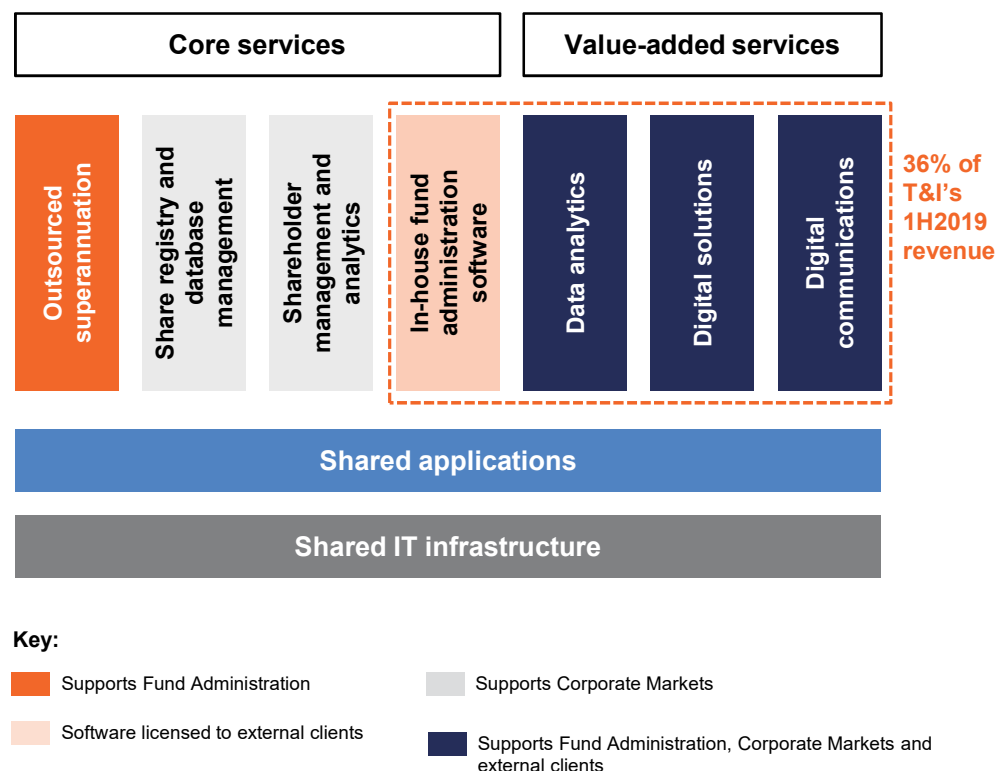 Core services
Value-added services
Outsourced
superannuation
Share registry and
database
management
Shareholder
management and
analytics
In-house fund
administration
software
Data analytics
Digital solutions
Digital
communications
36% of
T&I’s
1H2019
revenue
Shared applications
Shared IT infrastructure
Key:
Supports Fund Administration
Supports Corporate Markets
Software licensed to external clients
Supports Fund Administration, Corporate Markets and
external clients